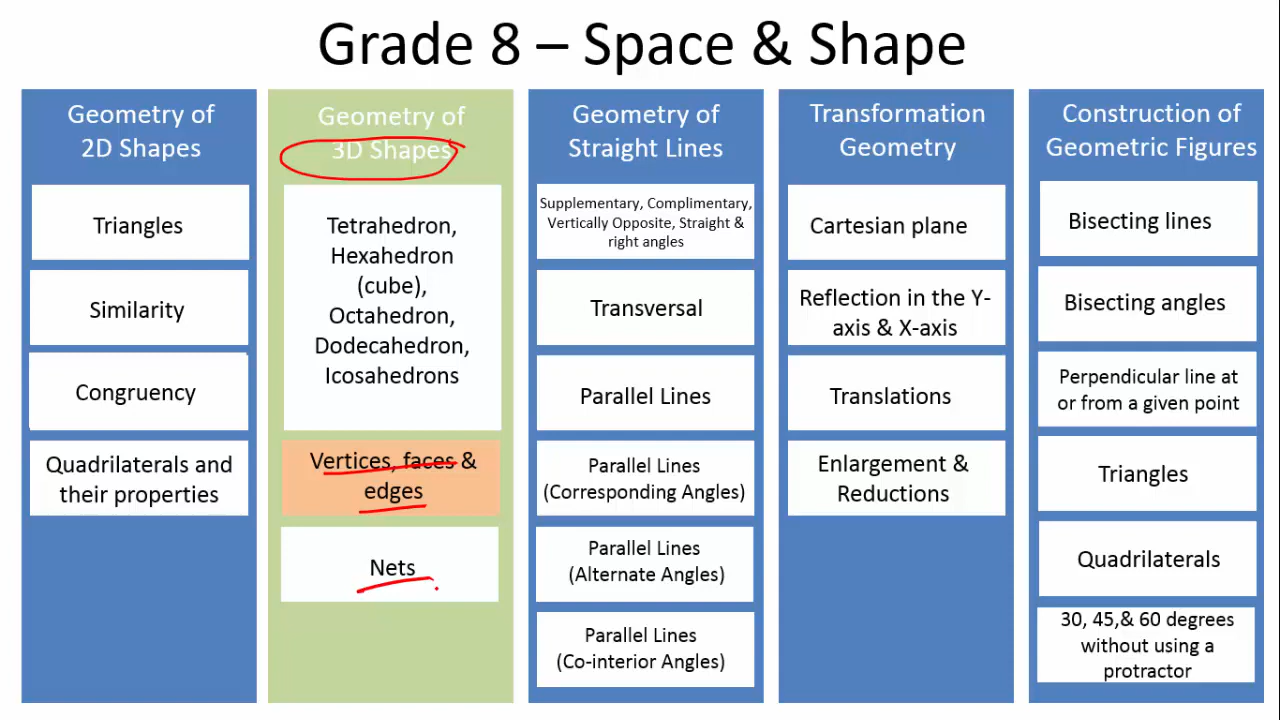 Grade 8 – Space & Shape
Geometry of
2D Shapes
Triangles
Similarity
Congruency
Quadrilaterals and
their properties
Geometry of
3D Shapes
Tetrahedron,
Hexahedron
(cube),
Octahedron,
Dodecahedron,
Icosahedrons
Vertices, faces &
edges
Nets
Geometry of
Straight Lines
Supplementary, Complimentary,
Vertically Opposite, Straight &
right angles
Transversal
Parallel Lines
Parallel Lines
(Corresponding Angles)
Parallel Lines
(Alternate Angles)
Parallel Lines
(Co-interior Angles)
Transformation
Geometry
Cartesian plane
Reflection in the Y-
axis & X-axis
Translations
Enlargement &
Reductions
Construction of
Geometric Figures
Bisecting lines
Bisecting angles
Perpendicular line at
or from a given point
Triangles
Quadrilaterals
30, 45,& 60 degrees
without using a
protractor